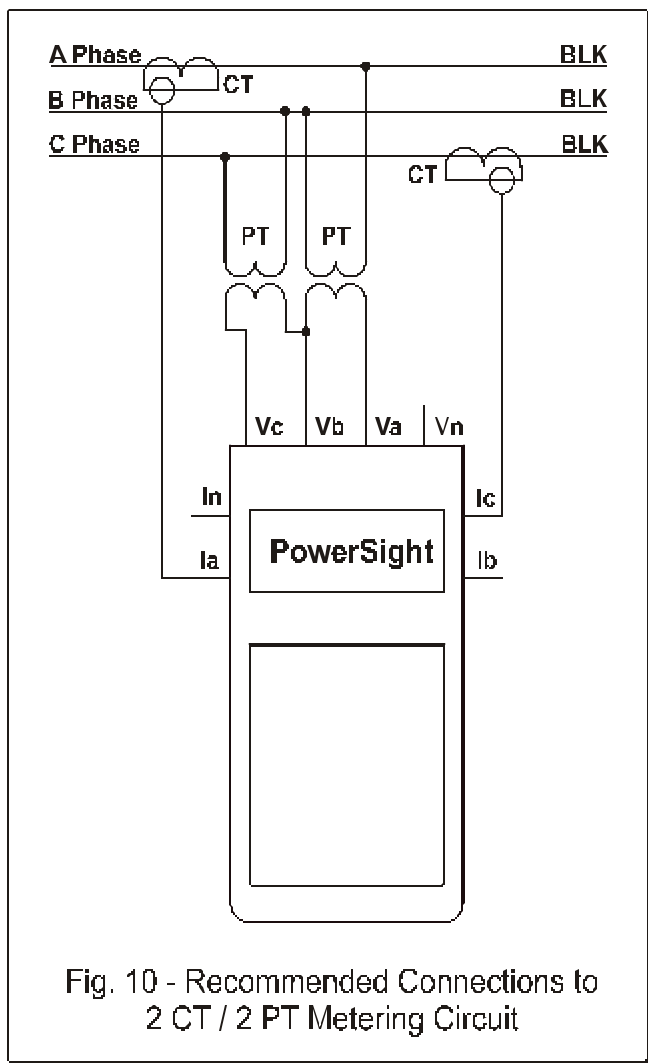 A Phase BLK
CT
B Phase BLK
C Phase BLK
CT
PT PT
Vc Vb Va Vn
In Ic
PowerSight
Ia Ib
Fig. 10 - Recommended Connections to
2 CT / 2 PT Metering Circuit